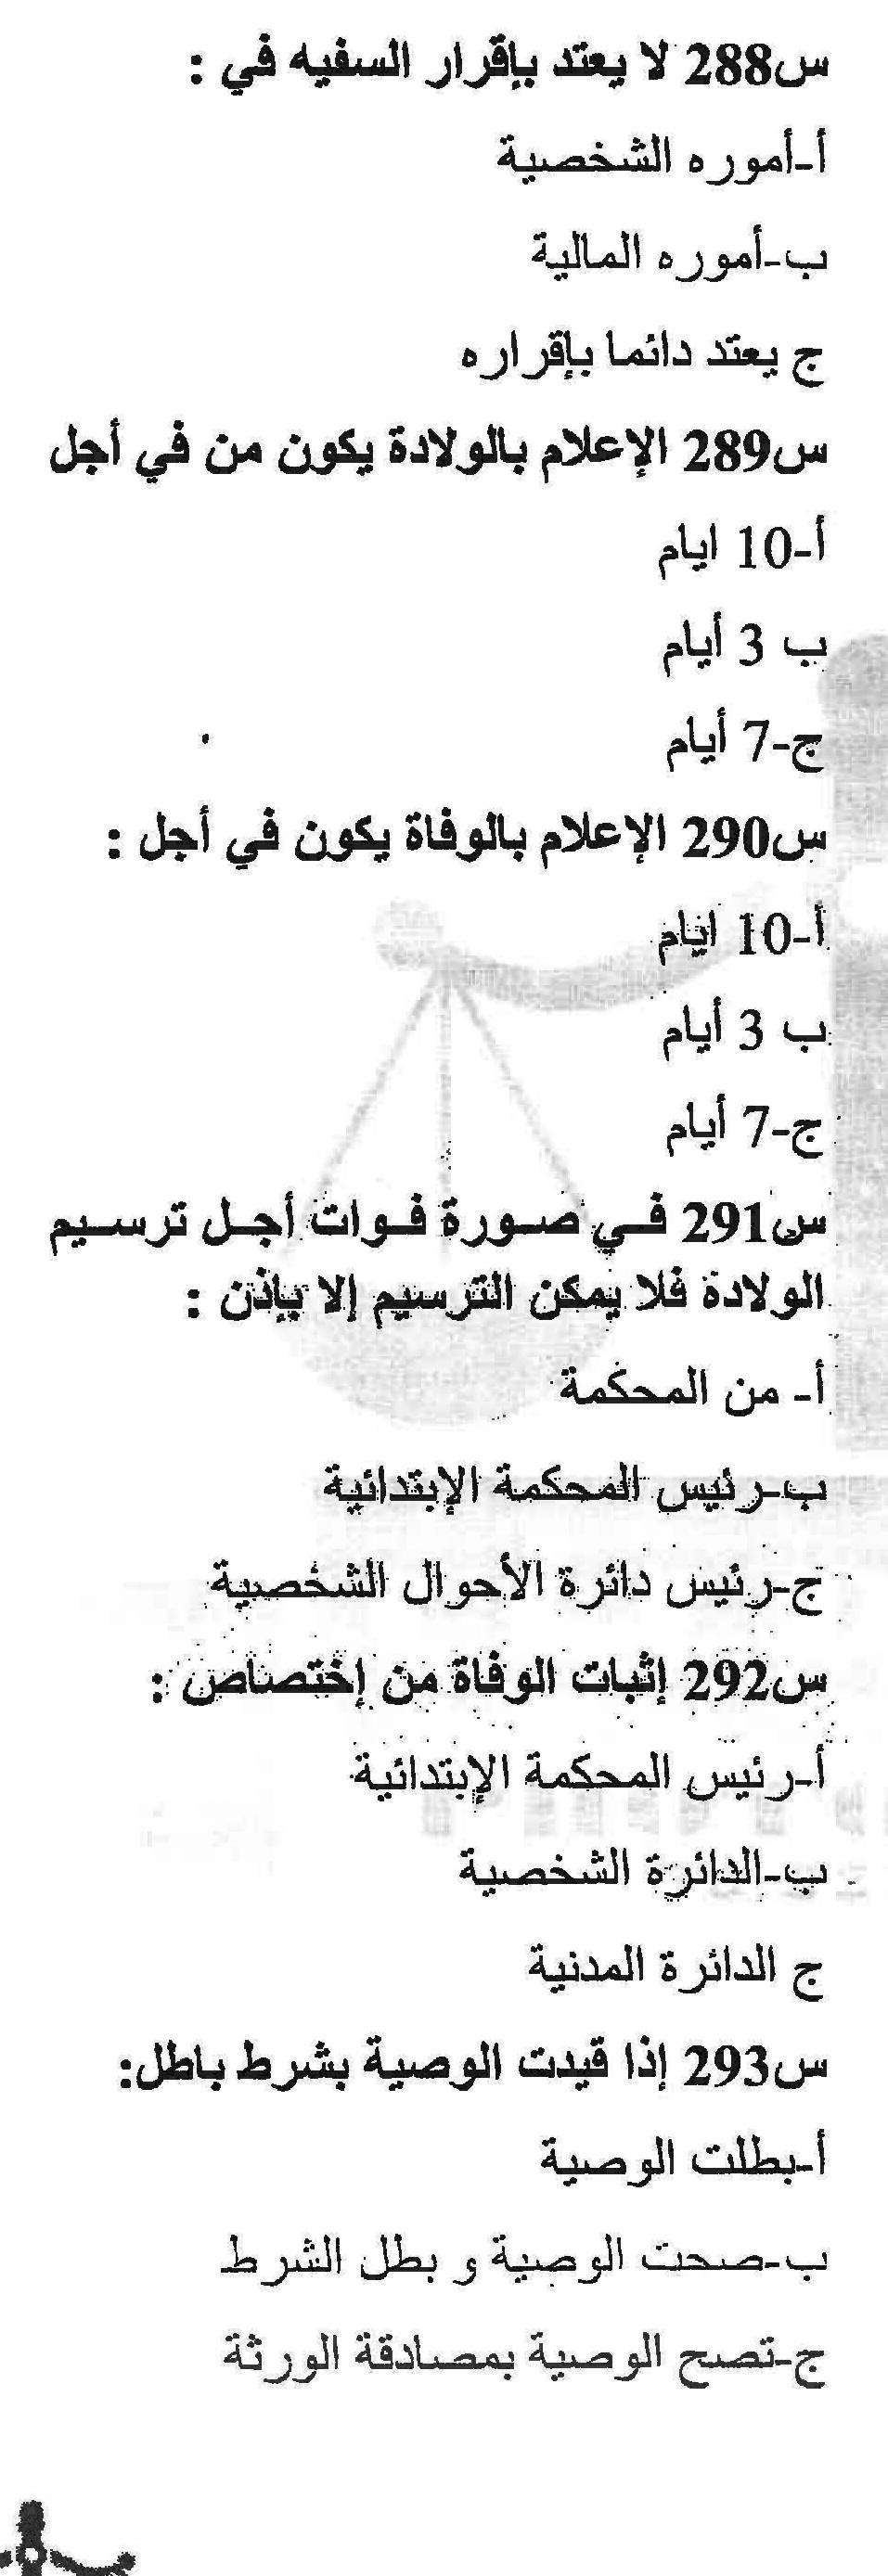 س288 لا يعتد بإقرار السفيه في :
أ-أموره الشخصية
ب-أموره المالية
ج يعتد دائما بإقراره
س289 الإعلام بالولادة يكون من في أجل
أ-10 ايام
ب 3 أيام
ج-7 أيام
س290 الإعلام بالوفاة يكون في أجل :
أ-10 ايام
ب 3 أيام
ج-7 أيام
س291 في صورة فوات أجل ترسيم
الولادة فلا يمكن الترسيم إلا بإذن :
أ- من المحكمة
ب-رئيس المحكمة الإبتدائية
ج-رئيس دائرة الأحوال الشخصية
س292 إثبات الوفاة من إختصاص :
أ-رئيس المحكمة الإبتدائية
ب-الدائرة الشخصية
ج الدائرة المدنية
س293 إذا قيدت الوصية بشرط باطل:
أ-بطلت الوصية
ب-صحت الوصية و بطل الشرط
ج-تصح الوصية بمصادقة الورثة